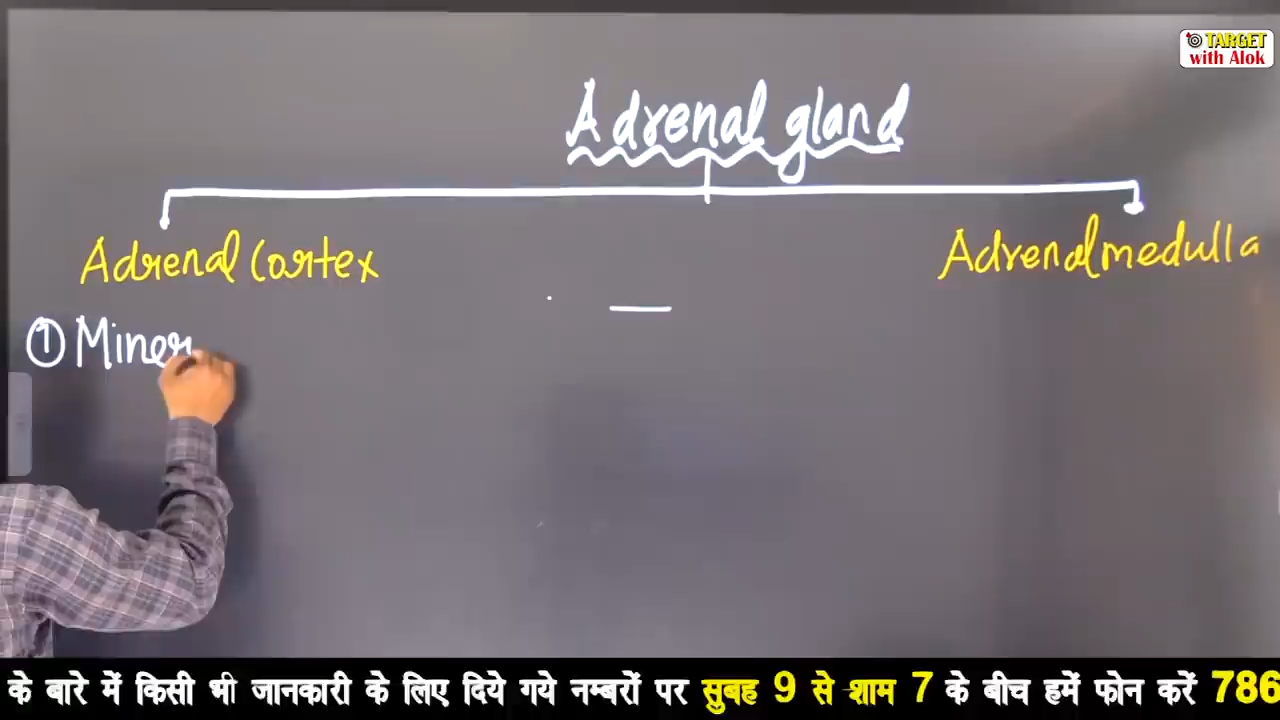 TARGET
with Alok
Adrenal gland
Adrenal Cortex
Adrenal medulla
① Miner
के बारे में किसी भी जानकारी के लिए दिये गये नम्बरों पर सुबह 9 से शाम 7 के बीच हमें फोन करें 786